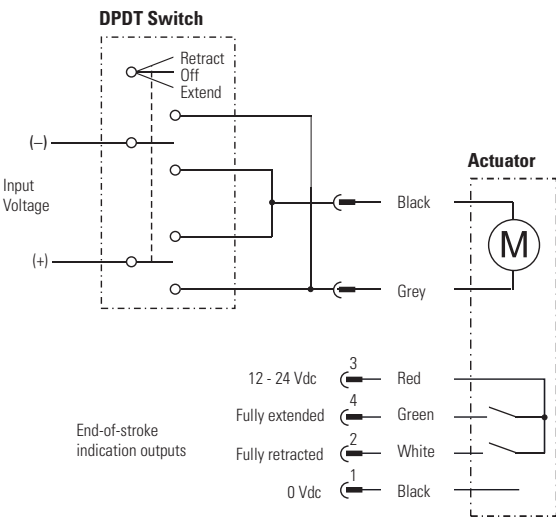 DPDT Switch
Retract
Off
Extend
(–)
Input
Voltage
(+)
Actuator
Black
M
Grey
12 - 24 Vdc
3
Red
Fully extended
4
Green
End-of-stroke
indication outputs
Fully retracted
2
White
0 Vdc
1
Black